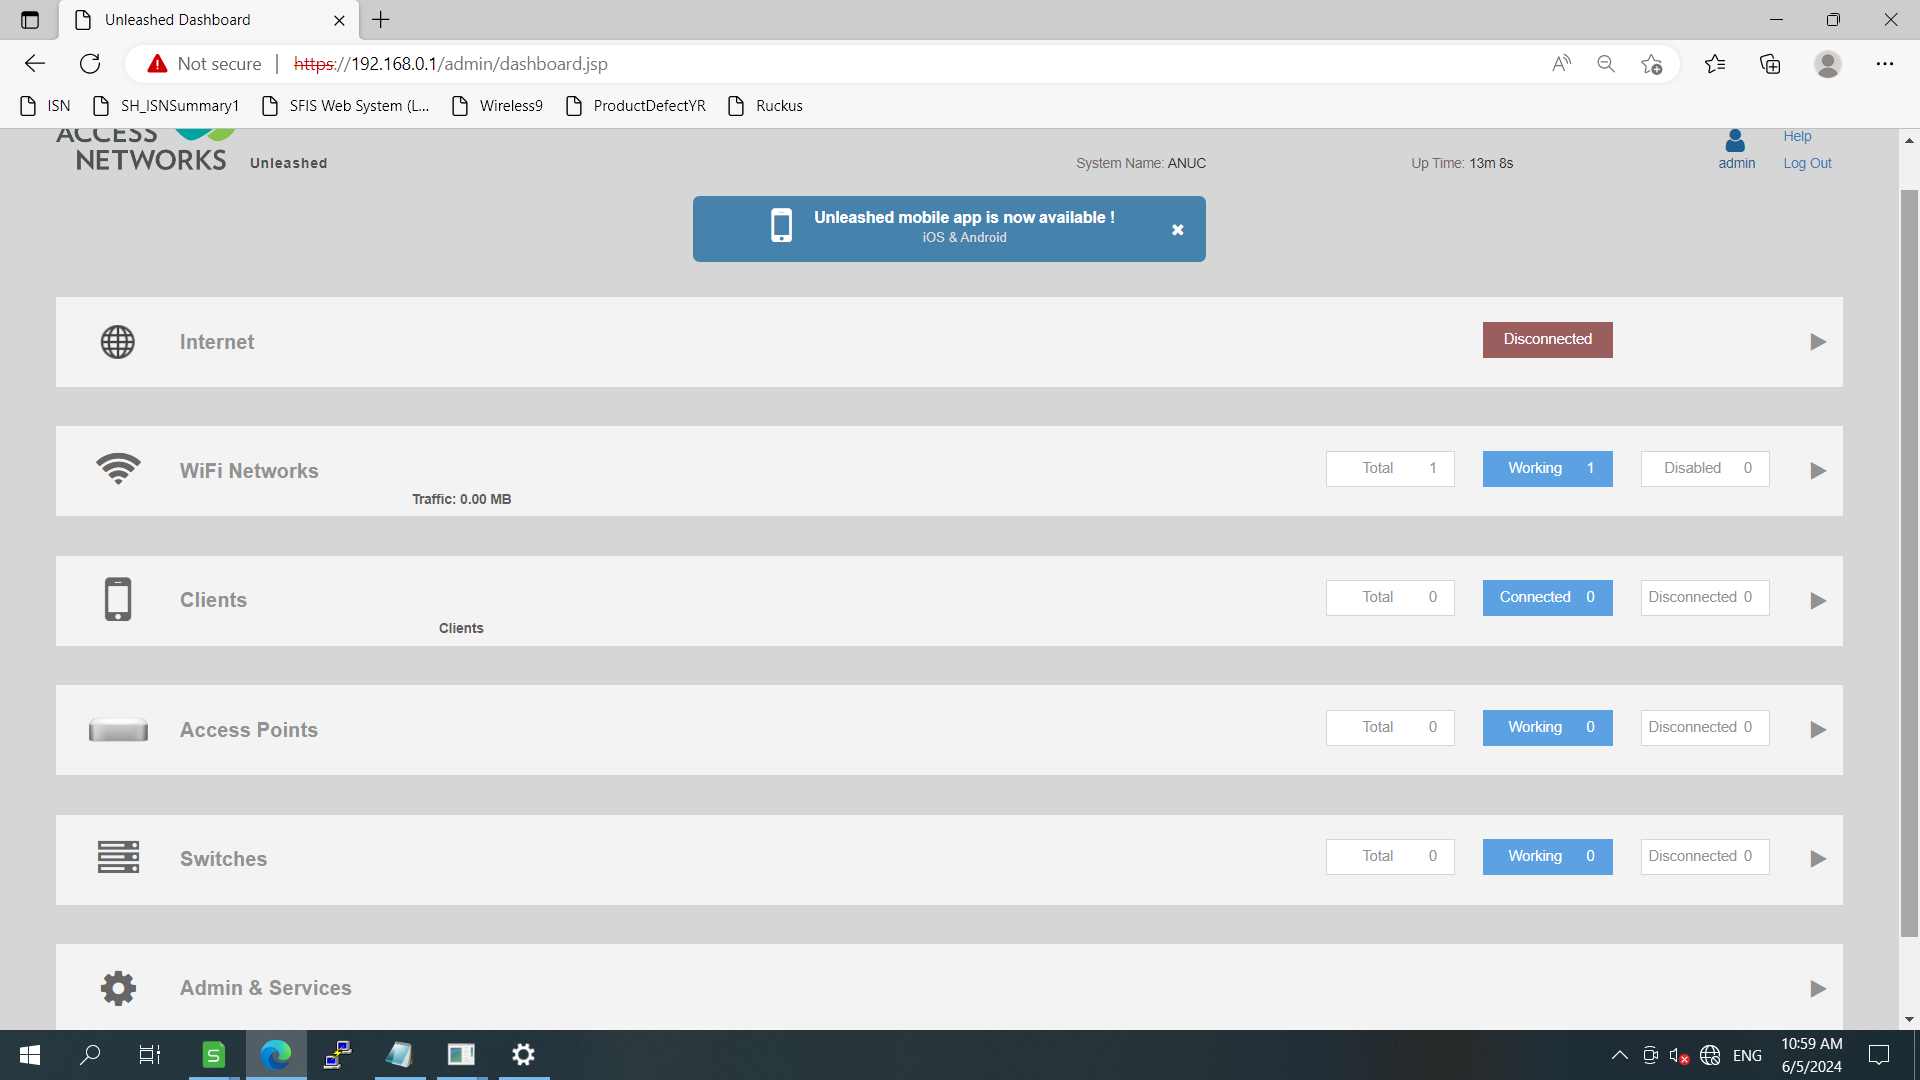 Unleashed Dashboard
Not secure https://192.168.0.1/admin/dashboard.jsp
ISN SH_ISNSummary1 SFIS Web System (L... Wireless9 ProductDefectYR Ruckus
ACCESS
NETWORKS Unleashed
System Name: ANUC
Up Time: 13m 8s
admin
Help
Log Out
Unleashed mobile app is now available !
iOS & Android
Internet Disconnected
WiFi Networks Total 1 Working 1 Disabled 0
Traffic: 0.00 MB
Clients Total 0 Connected 0 Disconnected 0
Clients
Access Points Total 0 Working 0 Disconnected 0
Switches Total 0 Working 0 Disconnected 0
Admin & Services
S
ENG
10:59 AM
6/5/2024